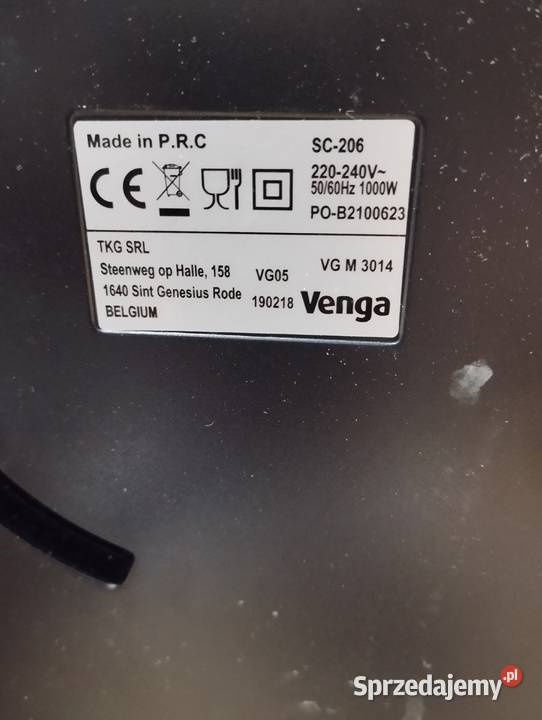 Made in P.R.C
SC-206
220-240V~
50/60Hz 1000W
PO-B2100623
CE
TKG SRL
Steenweg op Halle, 158
1640 Sint Genesius Rode
BELGIUM
VG05
190218
VG M 3014
Venga
Sprzedajemy.pl